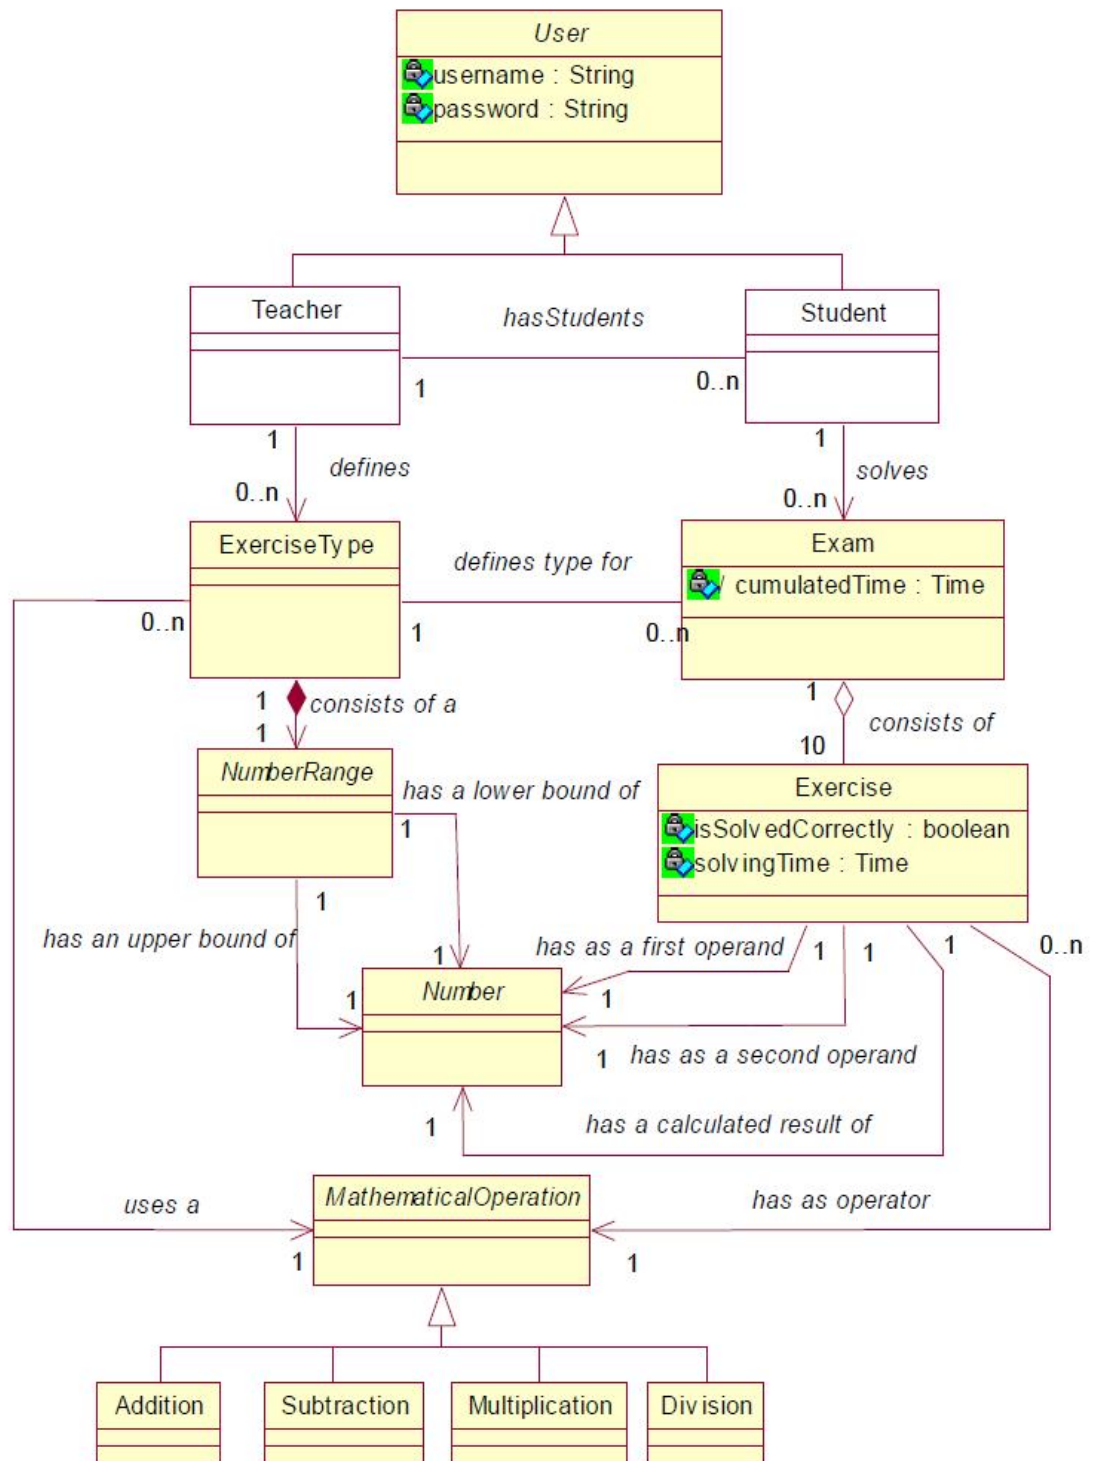 User
username : String
password : String
Teacher
hasStudents
Student
1
0..n
1
defines
0..n
1
solves
0..n
ExerciseType
defines type for
Exam
/ cumulatedTime : Time
0..n
1
0..n
1
consists of a
1
1
consists of
10
NumberRange
has a lower bound of
1
Exercise
isSolvedCorrectly : boolean
solvingTime : Time
1
has an upper bound of
1
has as a first operand
1
1
1
0..n
Number
1
1
1
has as a second operand
1
has a calculated result of
MathematicalOperation
uses a
has as operator
1
1
Addition
Subtraction
Multiplication
Division